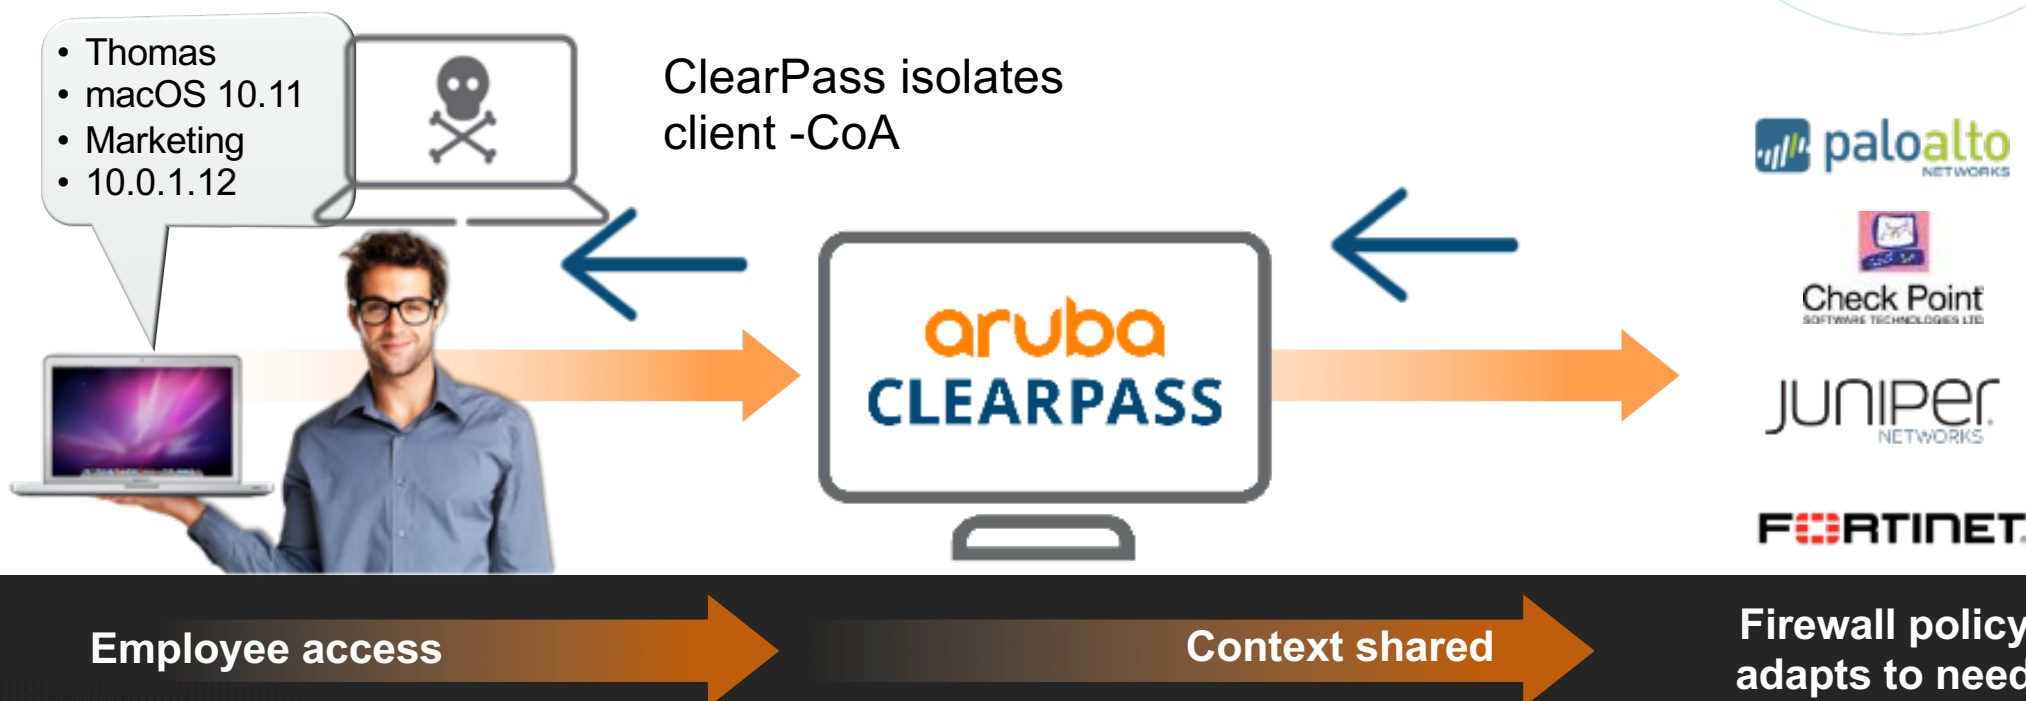 • Thomas
• macOS 10.11
• Marketing
• 10.0.1.12
ClearPass isolates
client -CoA
aruba
CLEARPASS
paloalto
NETWORKS
Check Point
SOFTWARE TECHNOLOGIES LTD.
JUNIPER
NETWORKS
FORTINET
Employee access
Context shared
Firewall policy
adapts to need